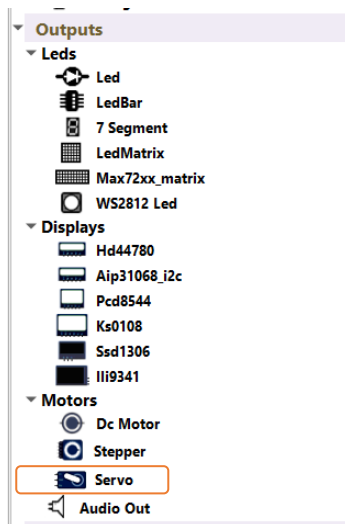 Outputs
Leds
Led
LedBar
7 Segment
LedMatrix
Max72xx_matrix
WS2812 Led
Displays
Hd44780
Aip31068_i2c
Pcd8544
Ks0108
Ssd1306
Ili9341
Motors
Dc Motor
Stepper
Servo
Audio Out